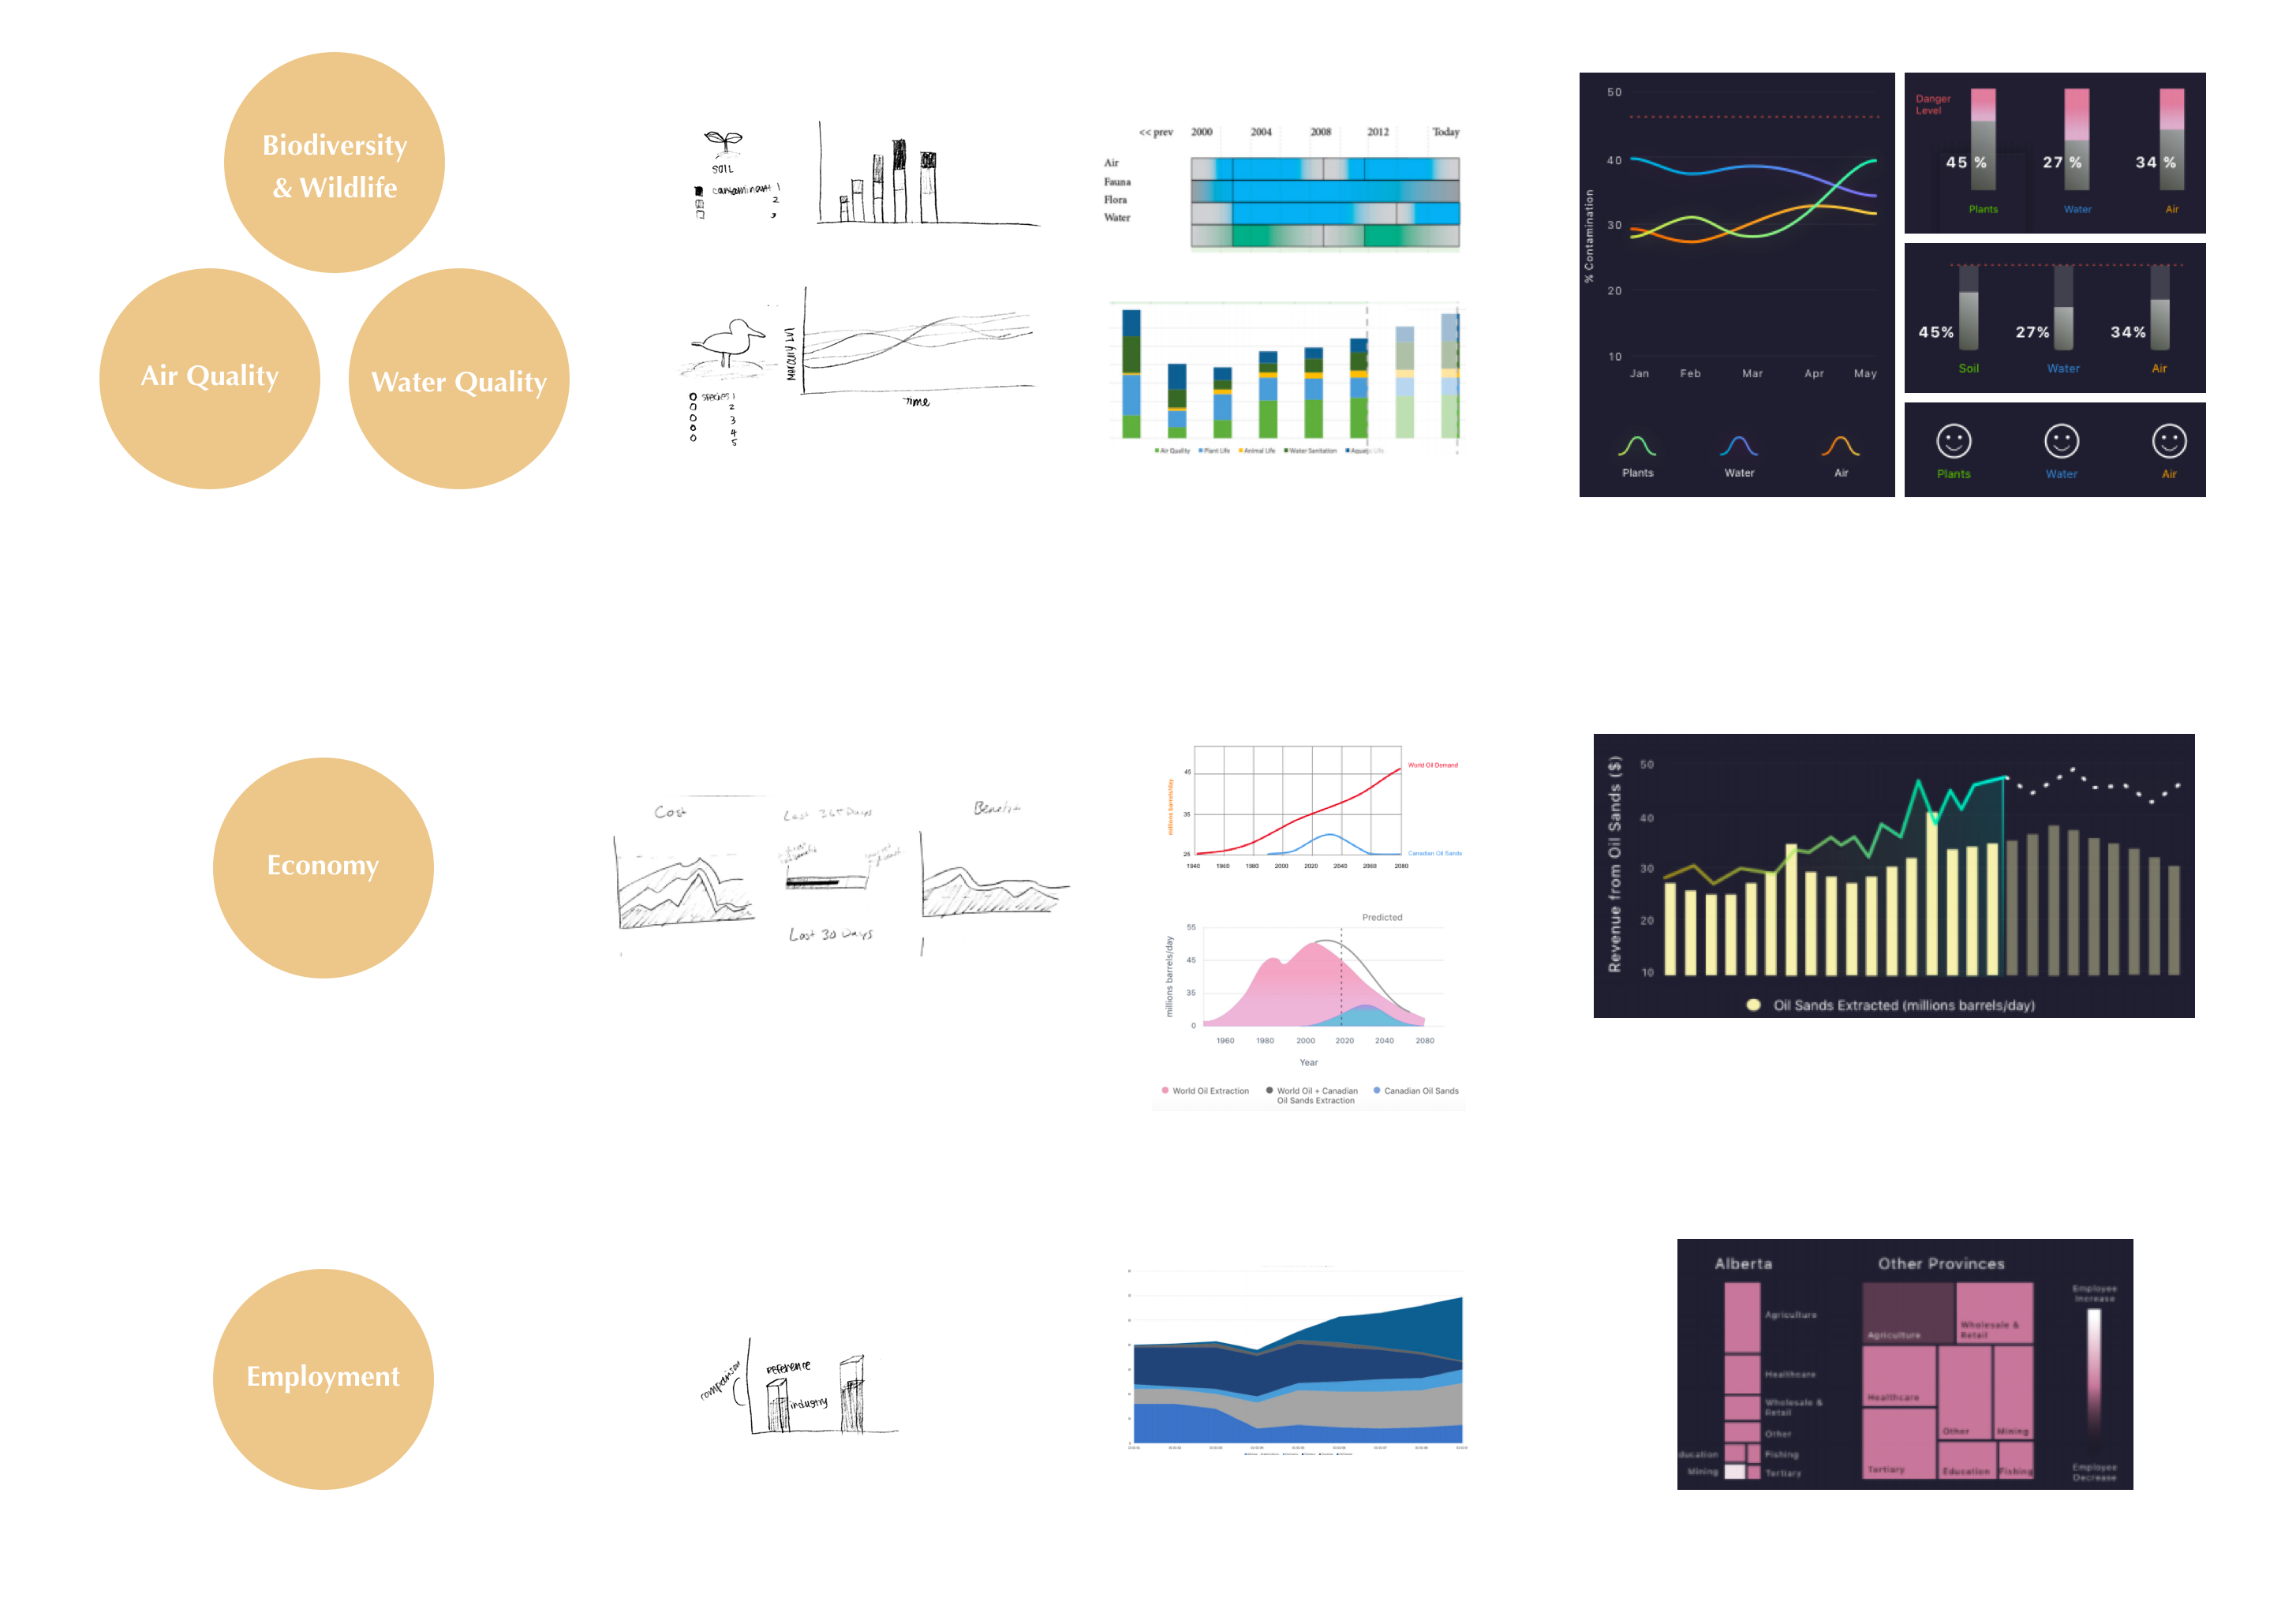 Biodiversity
& Wildlife
Air Quality
Water Quality
SOIL
contaminant 1
2
3
Mercury Lvl
Time
species 1
2
3
4
5
<< prev 2000 2004 2008 2012 Today
Air
Fauna
Flora
Water
Air Quality Plant Life Animal Life Water Sanitation Aquatic Life
% Contamination
50
40
30
20
10
Jan Feb Mar Apr May
Plants Water Air
Danger
Level
45 % 27 % 34 %
Plants Water Air
45% 27% 34%
Soil Water Air
Plants Water Air
Economy
Cost
Last 365 Days
Benefit
Last 30 Days
millions barrels/day
45
35
25
1940 1960 1980 2000 2020 2040 2060 2080
World Oil Demand
Canadian Oil Sands
Predicted
millions barrels/day
55
45
35
0
1960 1980 2000 2020 2040 2080
Year
World Oil Extraction World Oil + Canadian Canadian Oil Sands
Oil Sands Extraction
Revenue from Oil Sands ($)
50
40
30
20
10
Oil Sands Extracted (millions barrels/day)
Employment
comparison
reference
industry
Alberta
Agriculture
Healthcare
Wholesale &
Retail
Other
ducation Fishing
Mining Tertiary
Other Provinces
Agriculture
Wholesale &
Retail
Healthcare
Other Mining
Tertiary Education Fishing
Employee
Increase
Employee
Decrease